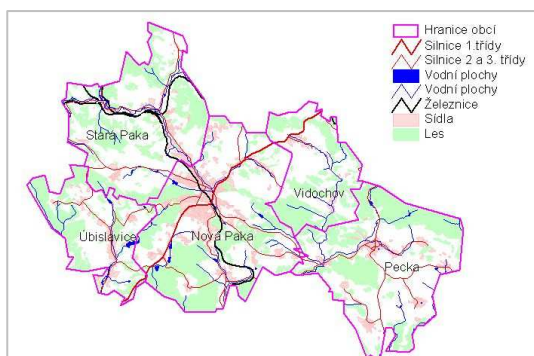 Hranice obcí
Silnice 1.třídy
Silnice 2 a 3. třídy
Vodní plochy
Vodní plochy
Železnice
Sídla
Les
Stará Paka
Vidochov
Úbislavice
Nová Paka
Pecka